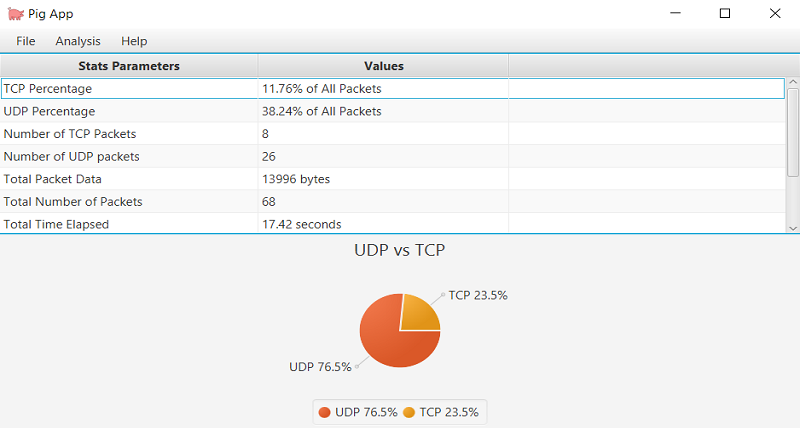 Pig App
File Analysis Help
Stats Parameters Values
TCP Percentage 11.76% of All Packets
UDP Percentage 38.24% of All Packets
Number of TCP Packets 8
Number of UDP packets 26
Total Packet Data 13996 bytes
Total Number of Packets 68
Total Time Elapsed 17.42 seconds
UDP vs TCP
TCP 23.5%
UDP 76.5%
UDP 76.5% TCP 23.5%